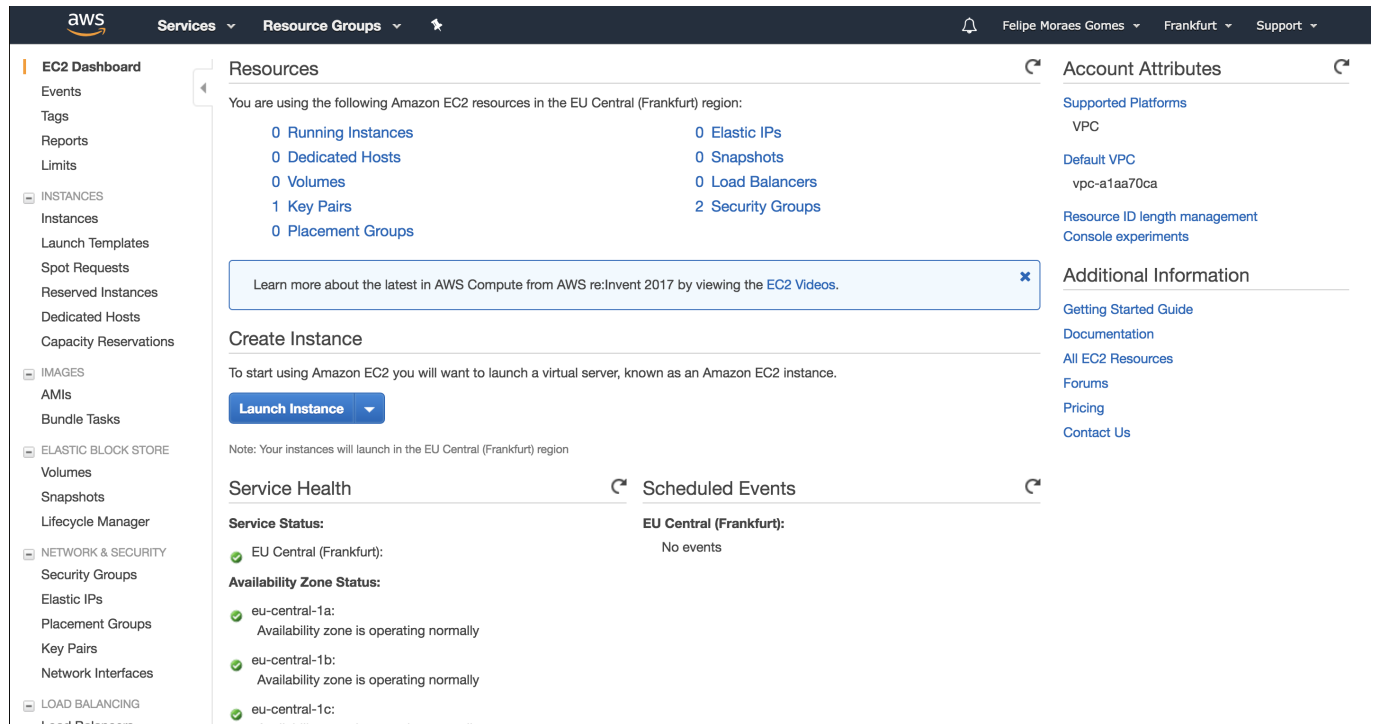 aws
Services
Resource Groups
Felipe Moraes Gomes
Frankfurt
Support
EC2 Dashboard
Events
Tags
Reports
Limits
INSTANCES
Instances
Launch Templates
Spot Requests
Reserved Instances
Dedicated Hosts
Capacity Reservations
IMAGES
AMIs
Bundle Tasks
ELASTIC BLOCK STORE
Volumes
Snapshots
Lifecycle Manager
NETWORK & SECURITY
Security Groups
Elastic IPs
Placement Groups
Key Pairs
Network Interfaces
LOAD BALANCING
Load Balancers
Resources
You are using the following Amazon EC2 resources in the EU Central (Frankfurt) region:
0 Running Instances
0 Dedicated Hosts
0 Volumes
1 Key Pairs
0 Placement Groups
0 Elastic IPs
0 Snapshots
0 Load Balancers
2 Security Groups
Learn more about the latest in AWS Compute from AWS re:Invent 2017 by viewing the EC2 Videos.
Create Instance
To start using Amazon EC2 you will want to launch a virtual server, known as an Amazon EC2 instance.
Launch Instance
Note: Your instances will launch in the EU Central (Frankfurt) region
Service Health
Service Status:
EU Central (Frankfurt):
Availability Zone Status:
eu-central-1a:
Availability zone is operating normally
eu-central-1b:
Availability zone is operating normally
eu-central-1c:
Scheduled Events
EU Central (Frankfurt):
No events
Account Attributes
Supported Platforms
VPC
Default VPC
vpc-a1aa70ca
Resource ID length management
Console experiments
Additional Information
Getting Started Guide
Documentation
All EC2 Resources
Forums
Pricing
Contact Us